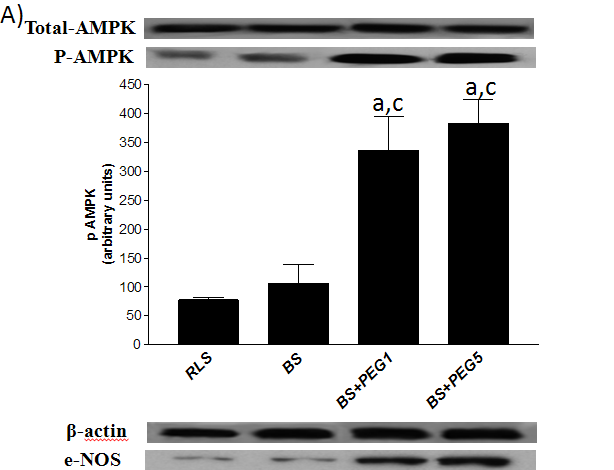 A)
Total-AMPK
P-AMPK
450
400
350
300
250
200
150
100
50
0
p AMPK
(arbitrary units)
a,c
a,c
RLS
BS
BS+PEG1
BS+PEG5
β-actin
e-NOS